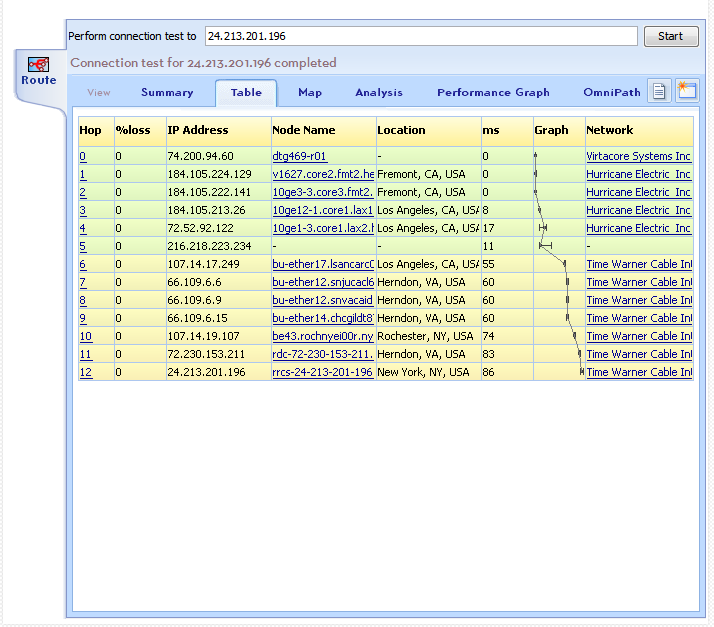 Perform connection test to 24.213.201.196 Start
Route
Connection test for 24.213.201.196 completed
View Summary Table Map Analysis Performance Graph OmniPath
Hop %loss IP Address Node Name Location ms Graph Network
0 0 74.200.94.60 dtg469-r01 - 0 Virtacore Systems Inc
1 0 184.105.224.129 v1627.core2.fmt2.he Fremont, CA, USA 0 Hurricane Electric Inc
2 0 184.105.222.141 10ge3-3.core3.fmt2. Fremont, CA, USA 0 Hurricane Electric Inc
3 0 184.105.213.26 10ge12-1.core1.lax1 Los Angeles, CA, USA 8 Hurricane Electric Inc
4 0 72.52.92.122 10ge1-3.core1.lax2.h Los Angeles, CA, USA 17 Hurricane Electric Inc
5 0 216.218.223.234 - - 11 -
6 0 107.14.17.249 bu-ether17.lsancarc0 Los Angeles, CA, USA 55 Time Warner Cable Int
7 0 66.109.6.6 bu-ether12.snjucacl6 Herndon, VA, USA 60 Time Warner Cable Int
8 0 66.109.6.9 bu-ether12.snvacaid Herndon, VA, USA 60 Time Warner Cable Int
9 0 66.109.6.15 bu-ether14.chcgildt8 Herndon, VA, USA 60 Time Warner Cable Int
10 0 107.14.19.107 be43.rochnyei00r.ny Rochester, NY, USA 74 Time Warner Cable Int
11 0 72.230.153.211 rdc-72-230-153-211. Herndon, VA, USA 83 Time Warner Cable Int
12 0 24.213.201.196 rrcs-24-213-201-196 New York, NY, USA 86 Time Warner Cable Int